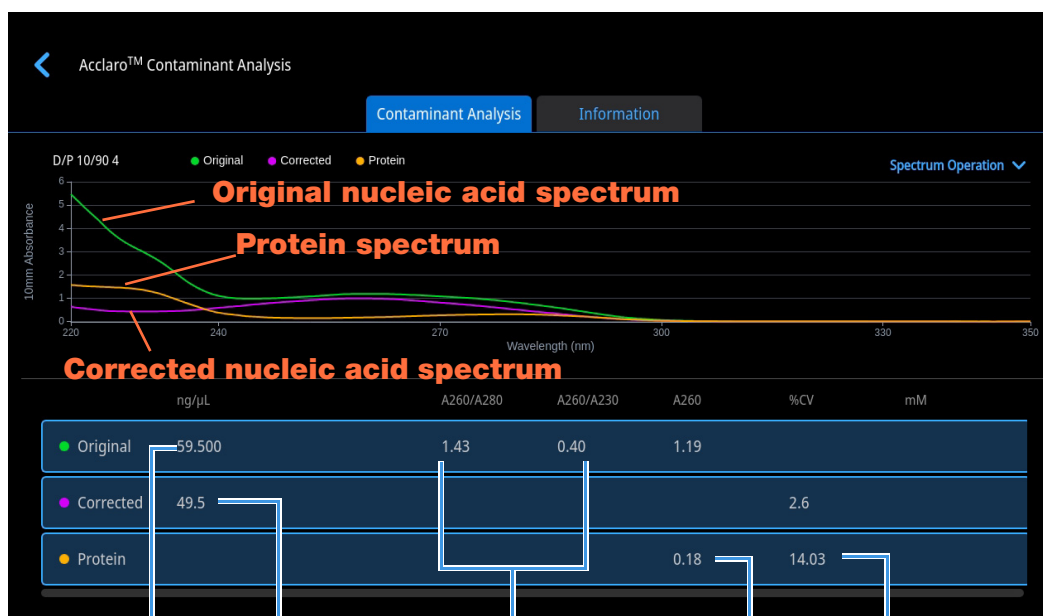 Acclaro™ Contaminant Analysis
Contaminant Analysis Information
D/P 10/90 4 Original Corrected Protein Spectrum Operation
Original nucleic acid spectrum
Protein spectrum
Corrected nucleic acid spectrum
10mm Absorbance
6
5
4
3
2
1
0
220 240 270 300 330 350
Wavelength (nm)
ng/µL A260/A280 A260/A230 A260 %CV mM
Original 59.500 1.43 0.40 1.19
Corrected 49.5 2.6
Protein 0.18 14.03